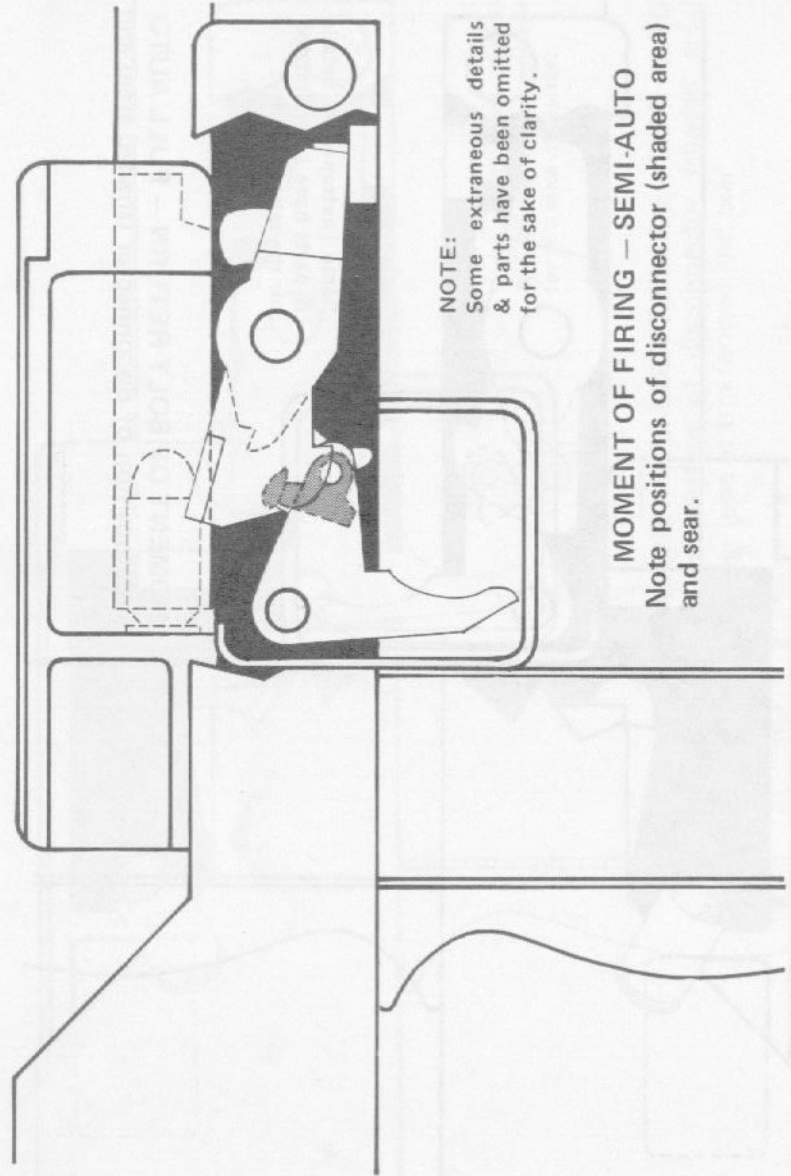 NOTE:
Some extraneous details
& parts have been omitted
for the sake of clarity.
MOMENT OF FIRING — SEMI-AUTO
Note positions of disconnector (shaded area)
and sear.